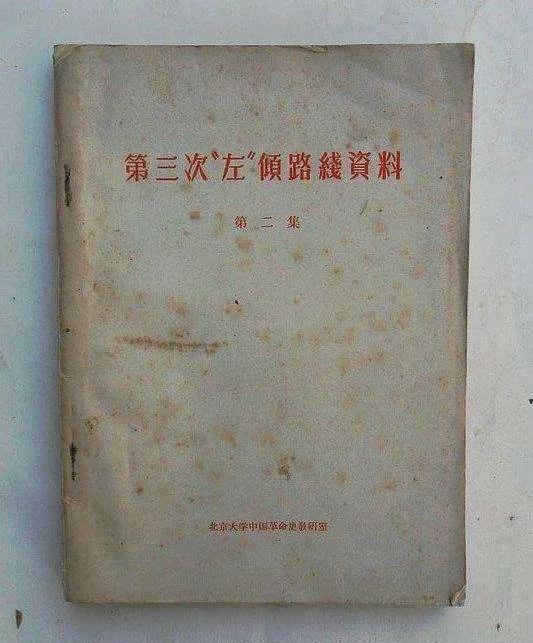 第三次“左”傾路綫資料
第二集
北京大学中国革命史教研室